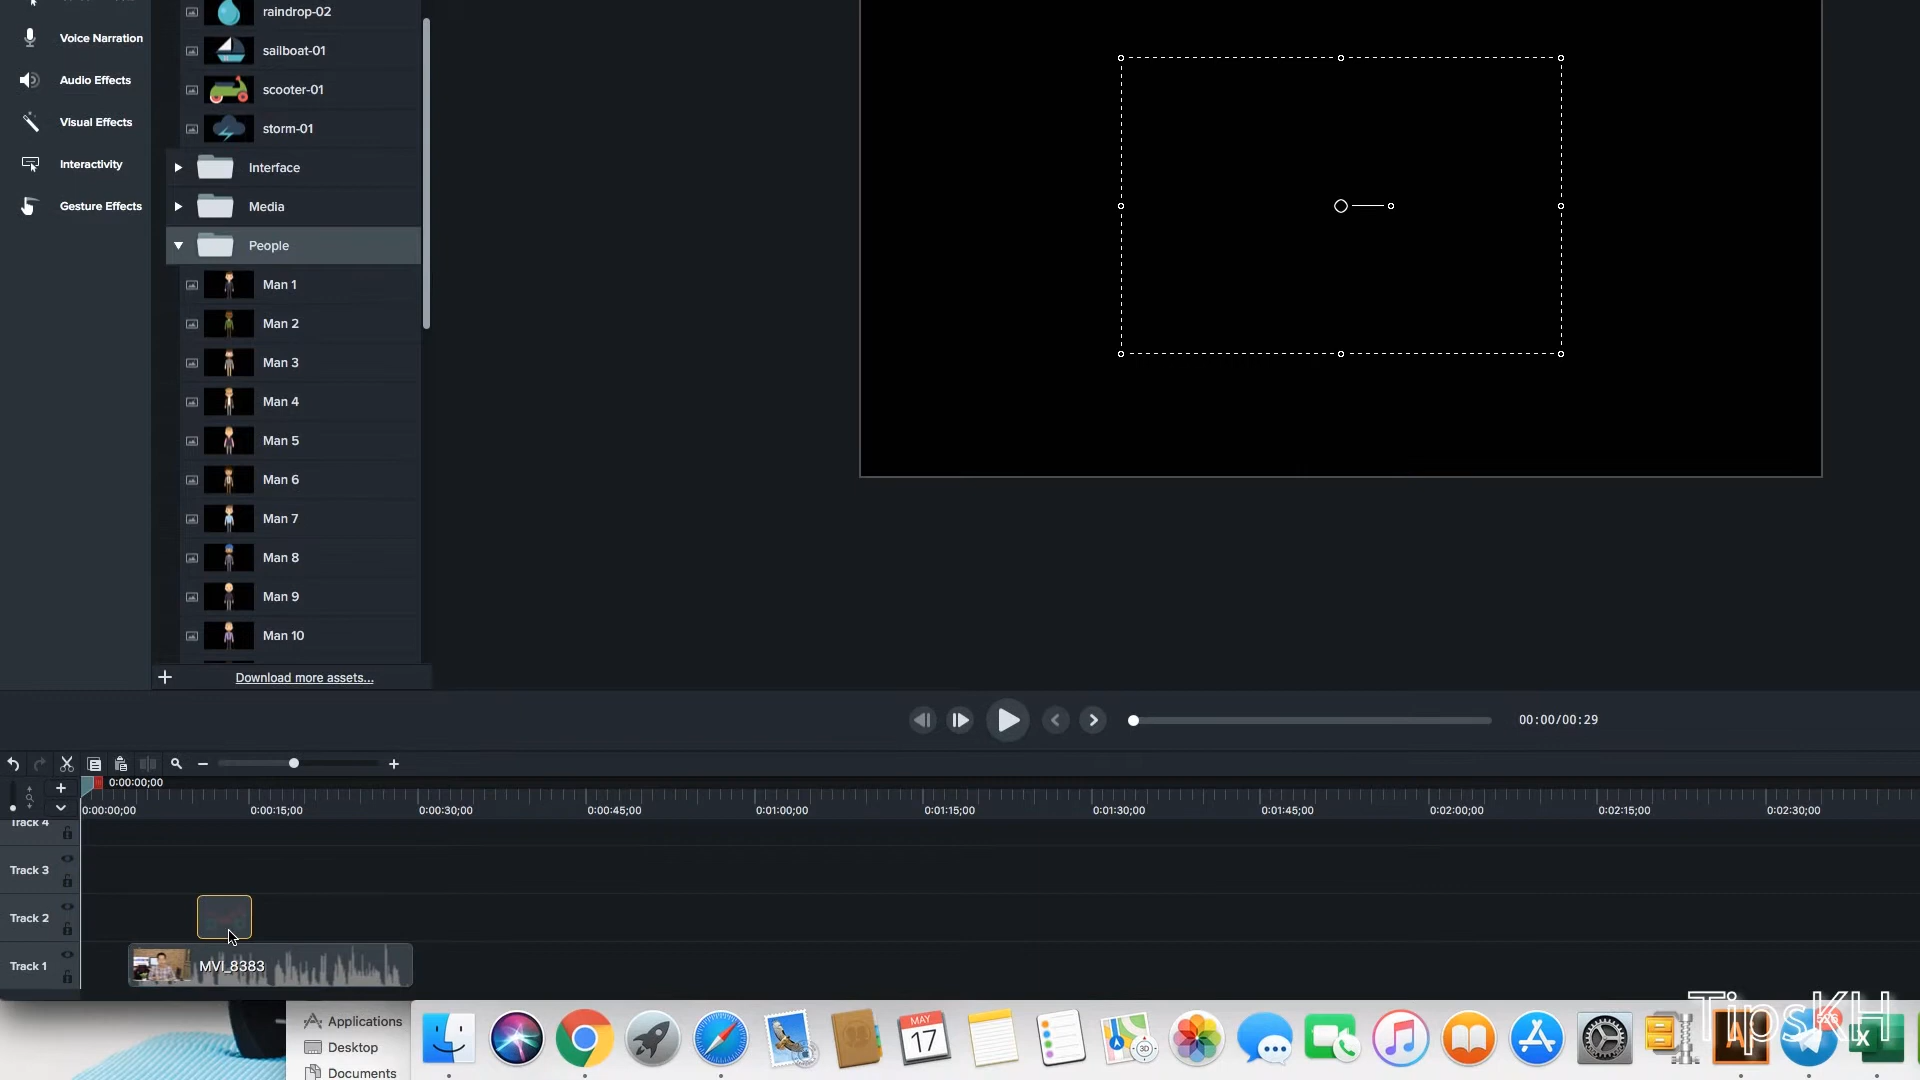 raindrop-02
Voice Narration
sailboat-01
Audio Effects
scooter-01
Visual Effects
storm-01
Interactivity
Interface
Gesture Effects
Media
People
Man 1
Man 2
Man 3
Man 4
Man 5
Man 6
Man 7
Man 8
Man 9
Man 10
Download more assets...
00:00/00:29
0:00:00;00
0:00:00;00
0:00:15;00
0:00:30;00
0:00:45;00
0:01:00;00
0:01:15;00
0:01:30;00
0:01:45;00
0:02:00;00
0:02:15;00
0:02:30;00
Track 4
Track 3
Track 2
Track 1
MVI_8383
Applications
Desktop
Documents
MAY
17
3D
TipsKH